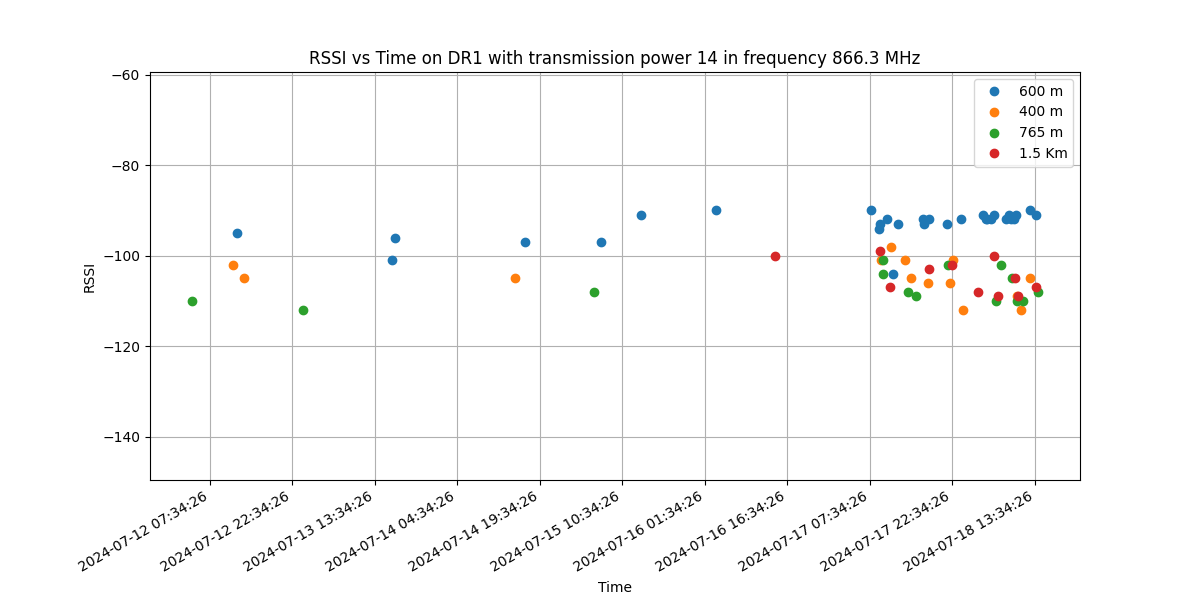 RSSI vs Time on DR1 with transmission power 14 in frequency 866.3 MHz
600 m
400 m
765 m
1.5 Km
RSSI
−60
−80
−100
−120
−140
2024-07-12 07:34:26
2024-07-12 22:34:26
2024-07-13 13:34:26
2024-07-14 04:34:26
2024-07-14 19:34:26
2024-07-15 10:34:26
2024-07-16 01:34:26
2024-07-16 16:34:26
2024-07-17 07:34:26
2024-07-17 22:34:26
2024-07-18 13:34:26
Time